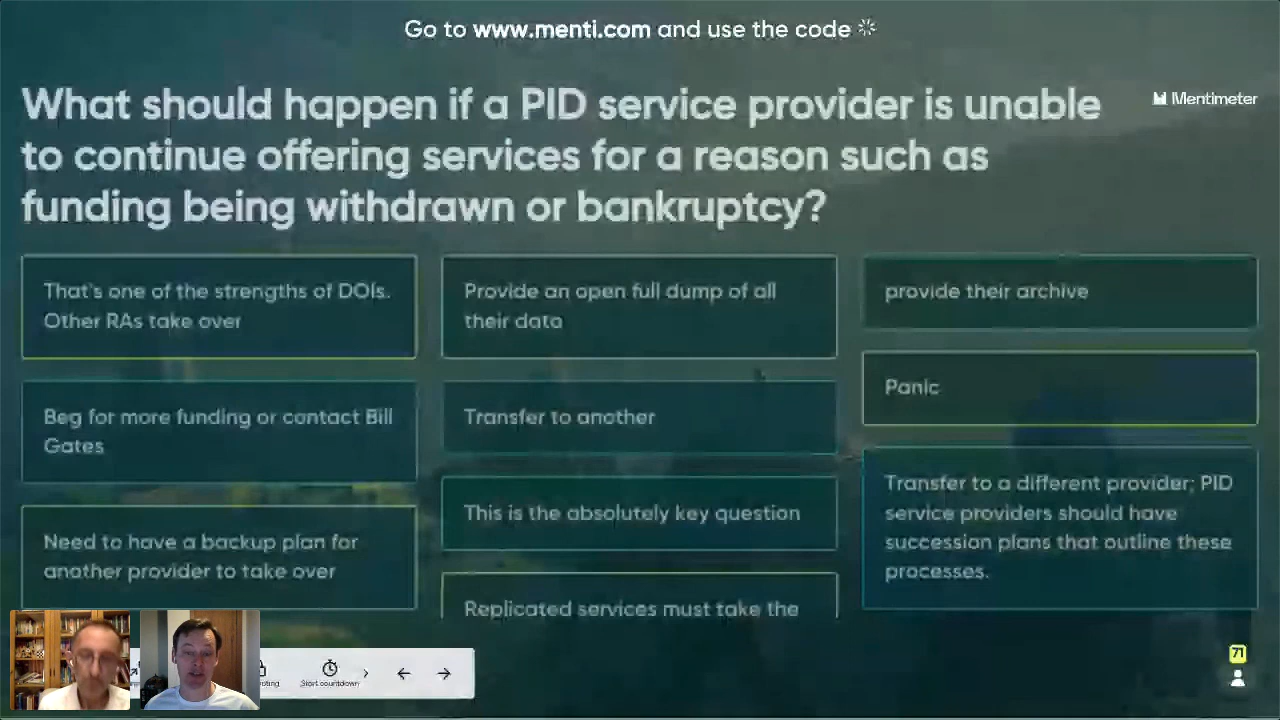 Go to www.menti.com and use the code
What should happen if a PID service provider is unable
to continue offering services for a reason such as
funding being withdrawn or bankruptcy?
Mentimeter
That's one of the strengths of DOIs.
Other RAs take over
Beg for more funding or contact Bill
Gates
Need to have a backup plan for
another provider to take over
Provide an open full dump of all
their data
Transfer to another
This is the absolutely key question
Replicated services must take the
provide their archive
Panic
Transfer to a different provider; PID
service providers should have
succession plans that outline these
processes.
Start countdown
71